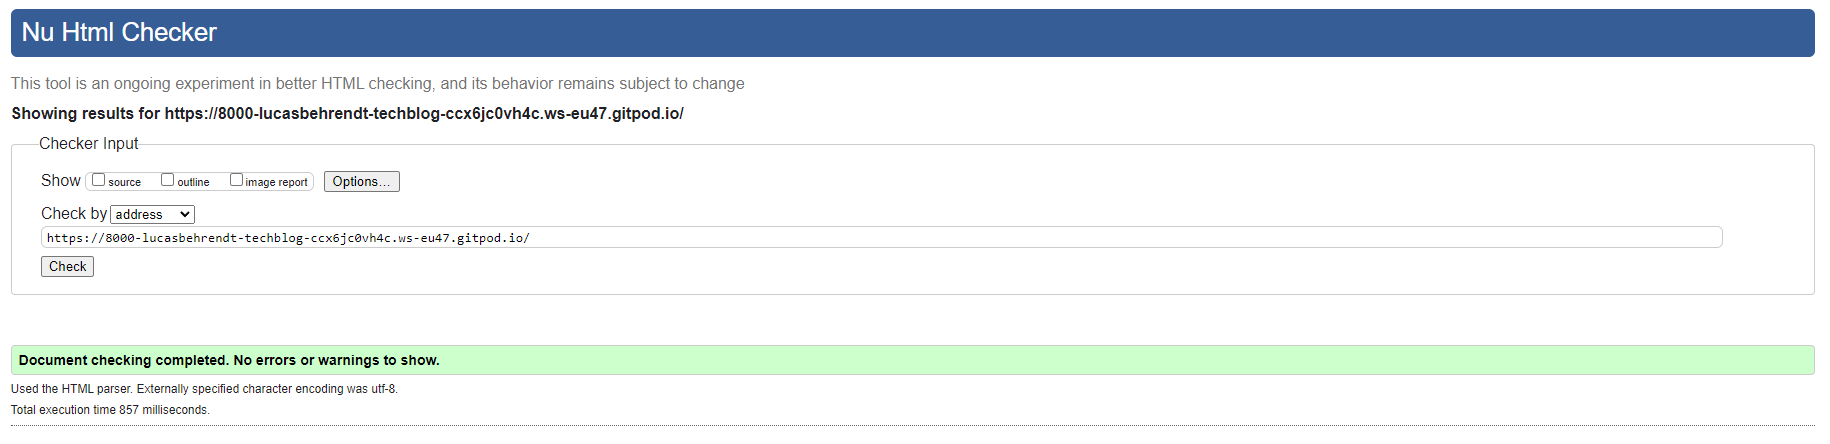 Nu Html Checker
This tool is an ongoing experiment in better HTML checking, and its behavior remains subject to change
Showing results for https://8000-lucasbehrendt-techblog-ccx6jc0vh4c.ws-eu47.gitpod.io/
Checker Input
Show source outline image report Options...
Check by address
https://8000-lucasbehrendt-techblog-ccx6jc0vh4c.ws-eu47.gitpod.io/
Check
Document checking completed. No errors or warnings to show.
Used the HTML parser. Externally specified character encoding was utf-8.
Total execution time 857 milliseconds.